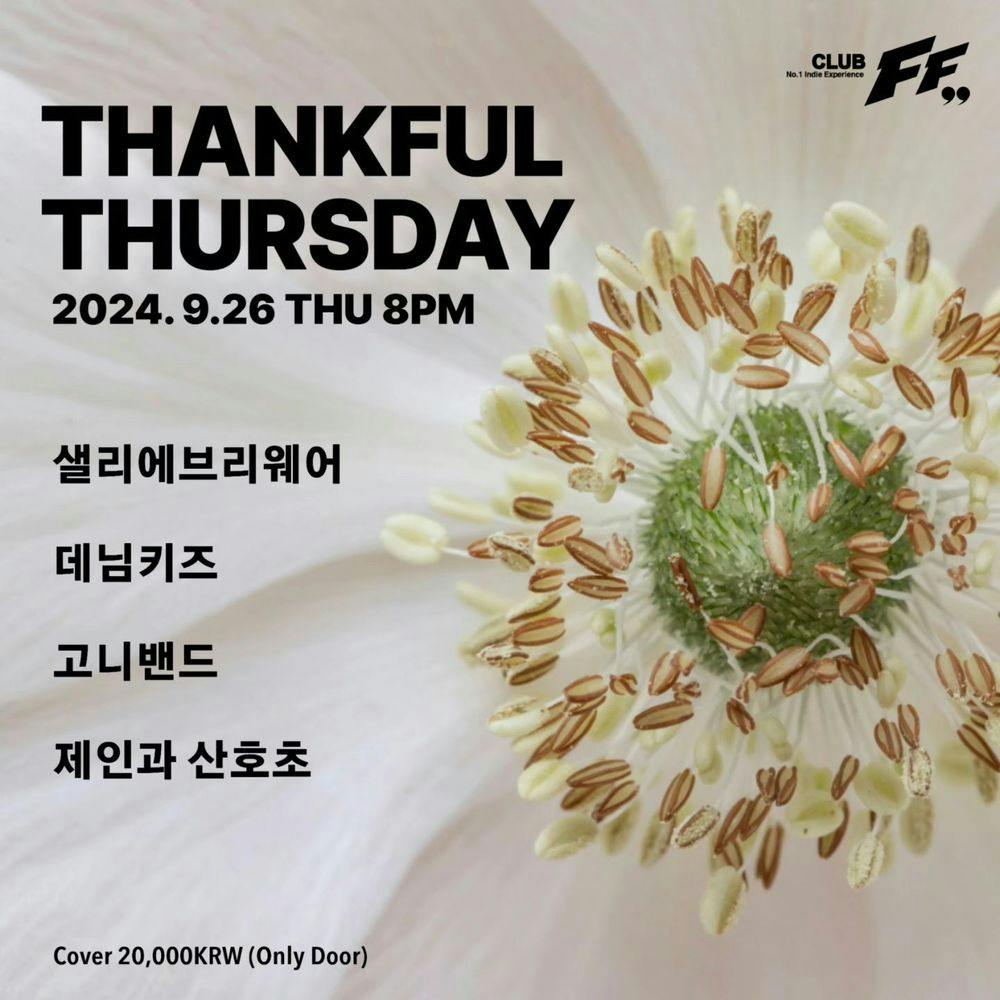 CLUB
No.1 Indie Experience
FF,,
THANKFUL
THURSDAY
2024. 9.26 THU 8PM
샐리에브리웨어
데님키즈
고니밴드
제인과 산호초
Cover 20,000KRW (Only Door)